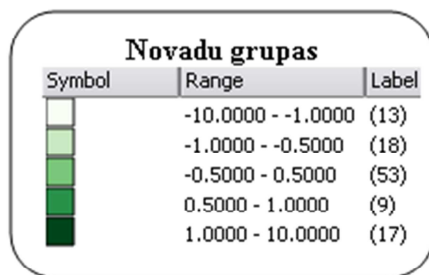 Novadu grupas
Symbol Range Label
-10.0000 - -1.0000 (13)
-1.0000 - -0.5000 (18)
-0.5000 - 0.5000 (53)
0.5000 - 1.0000 (9)
1.0000 - 10.0000 (17)